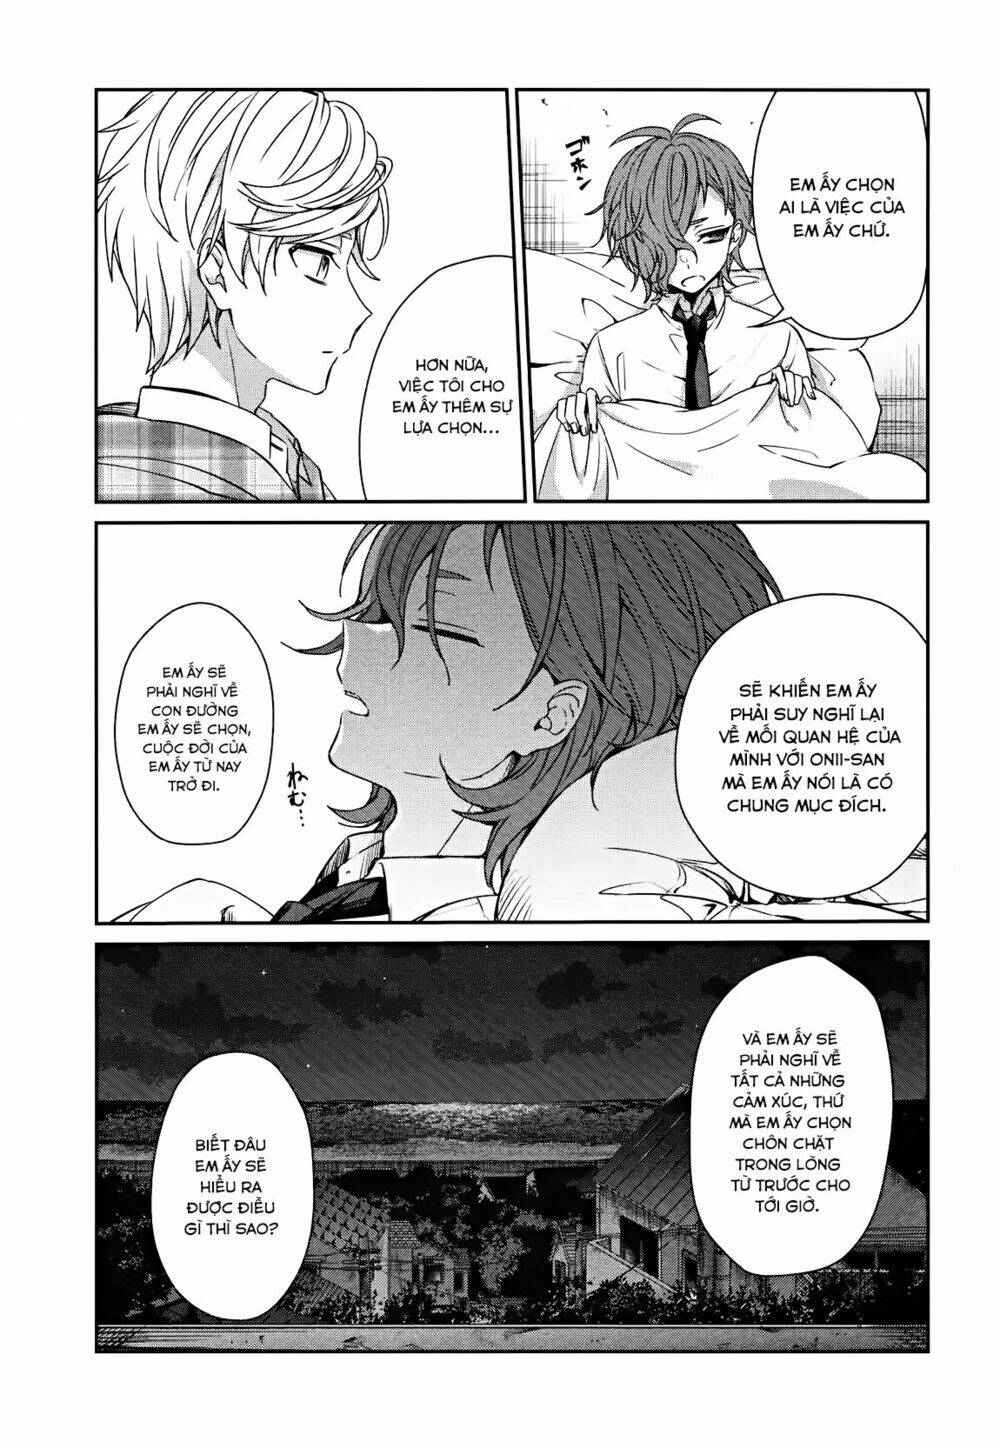 EM ẤY CHỌN
AI LÀ VIỆC CỦA
EM ẤY CHỨ.
ゴホン
HƠN NỮA,
VIỆC TÔI CHO
EM ẤY THÊM SỰ
LỰA CHỌN...
SẼ KHIẾN EM ẤY
PHẢI SUY NGHĨ LẠI
VỀ MỐI QUAN HỆ CỦA
MÌNH VỚI ONII-SAN
MÀ EM ẤY NÓI LÀ CÓ
CHUNG MỤC ĐÍCH.
EM ẤY SẼ
PHẢI NGHĨ VỀ
CON ĐƯỜNG
EM ẤY SẼ CHỌN,
CUỘC ĐỜI CỦA
EM ẤY TỪ NAY
TRỞ ĐI.
ねむ...
VÀ EM ẤY SẼ
PHẢI NGHĨ VỀ
TẤT CẢ NHỮNG
CẢM XÚC, THỨ
MÀ EM ẤY CHỌN
CHÔN CHẶT
TRONG LÒNG
TỪ TRƯỚC CHO
TỚI GIỜ.
BIẾT ĐÂU
EM ẤY SẼ
HIỂU RA
ĐƯỢC ĐIỀU
GÌ THÌ SAO?